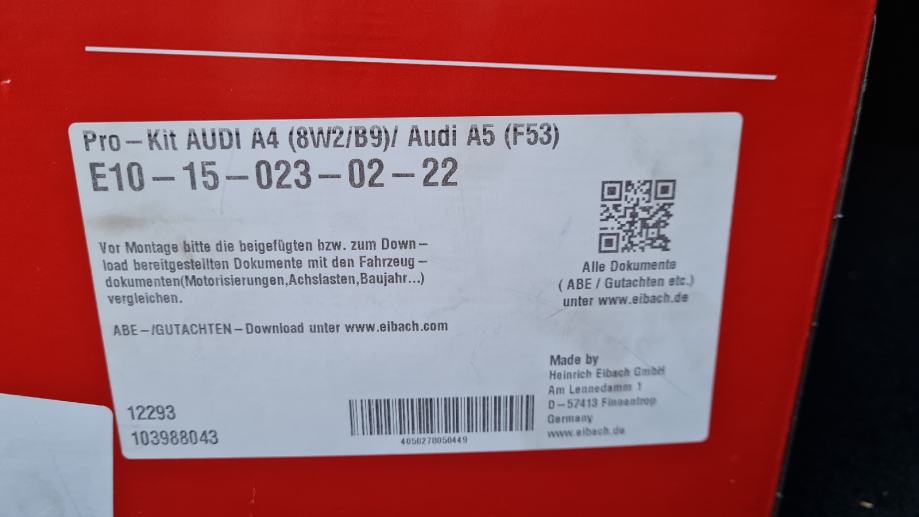 Pro-Kit AUDI A4 (8W2/B9)/ Audi A5 (F53)
E10-15-023-02-22
Vor Montage bitte die beigefügten bzw. zum Down-
load bereitgestellten Dokumente mit den Fahrzeug-
dokumenten(Motorisierungen,Achslasten,Baujahr...)
vergleichen.
ABE-/GUTACHTEN-Download unter www.eibach.com
Alle Dokumente
( ABE / Gutachten etc.)
unter www.eibach.de
12293
103988043
4050278050449
Made by
Heinrich Eibach GmbH
Am Lennedamm 1
D-57413 Finnentrop
Germany
www.eibach.de